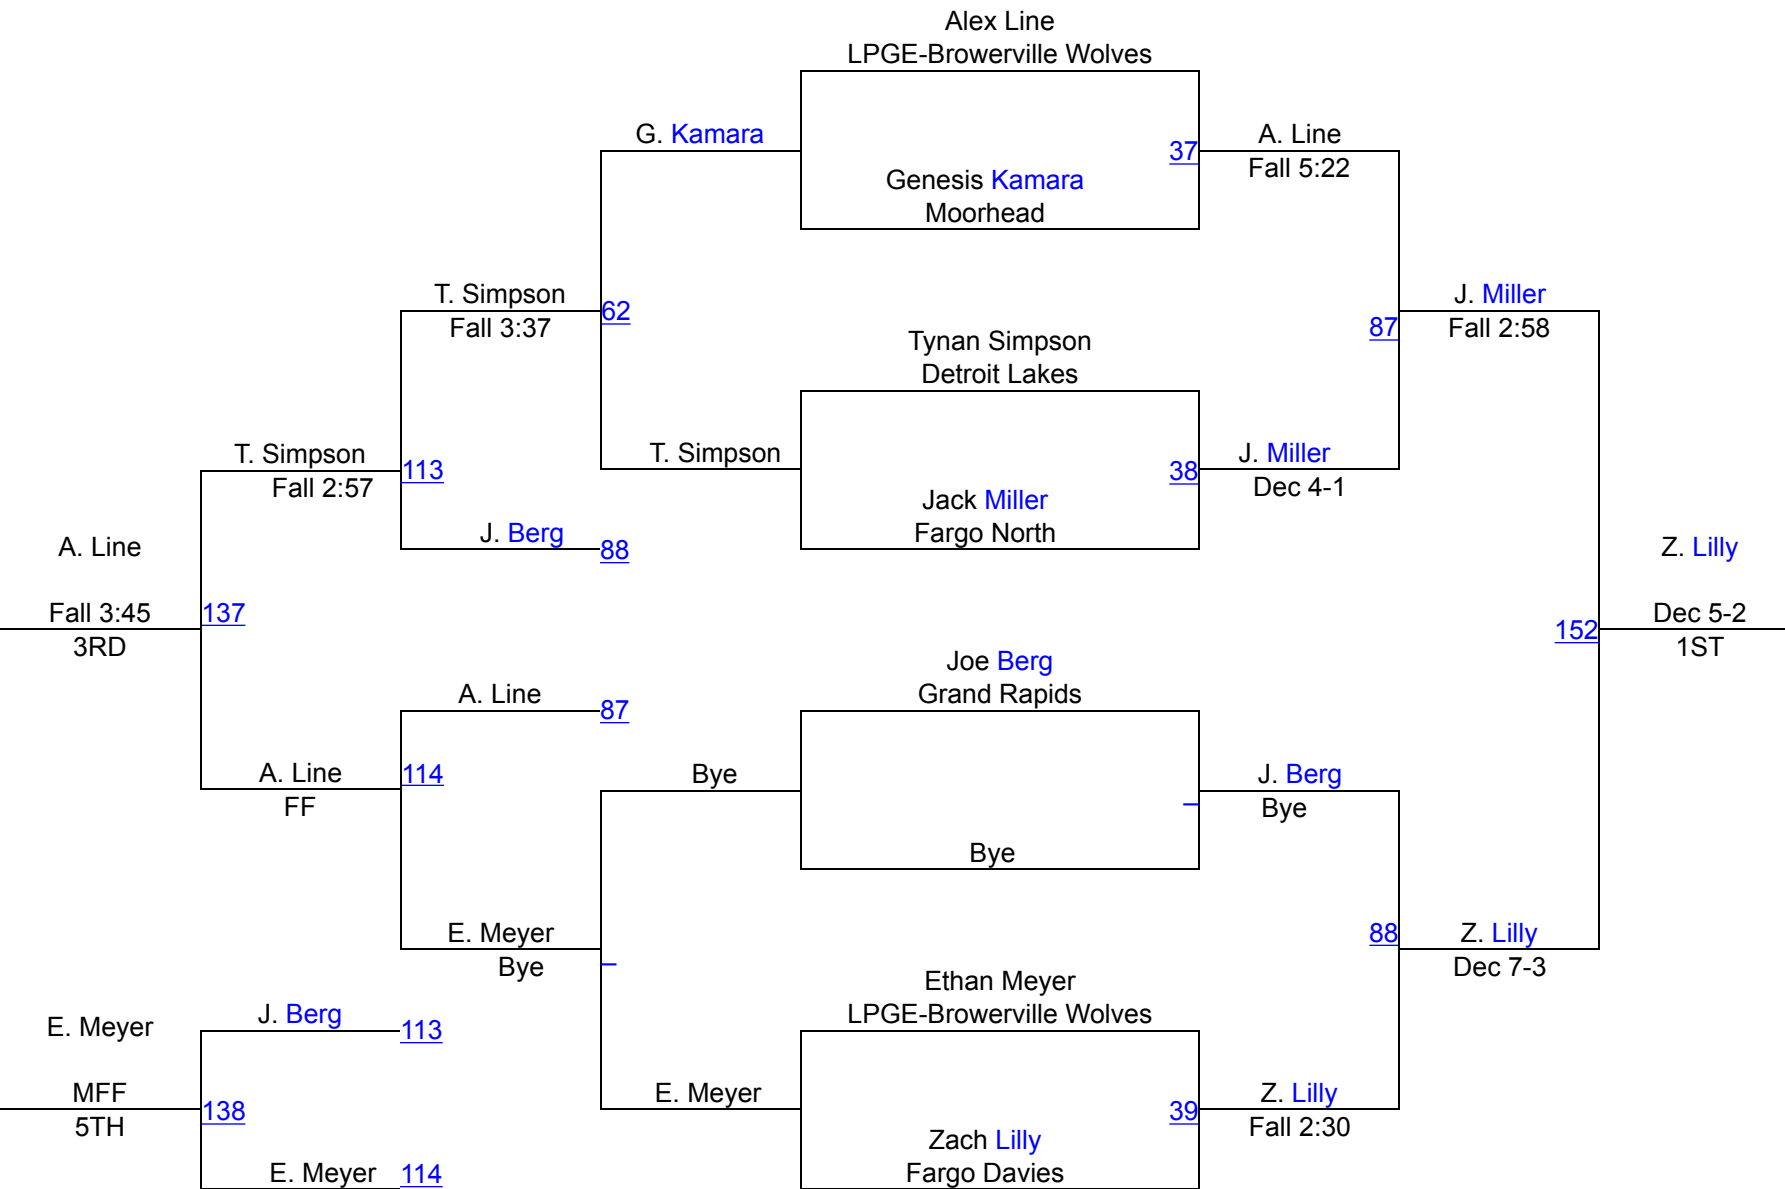 Alex Line
LPGE-Browerville Wolves
G. Kamara
37
A. Line
Fall 5:22
Genesis Kamara
Moorhead
T. Simpson
Fall 3:37
62
J. Miller
Fall 2:58
87
Tynan Simpson
Detroit Lakes
T. Simpson
Fall 2:57
113
T. Simpson
38
J. Miller
Dec 4-1
Jack Miller
Fargo North
J. Berg
88
A. Line
Fall 3:45
3RD
137
Z. Lilly
Dec 5-2
1ST
152
Joe Berg
Grand Rapids
A. Line
87
A. Line
FF
114
Bye
J. Berg
Bye
Bye
E. Meyer
Bye
88
Z. Lilly
Dec 7-3
Ethan Meyer
LPGE-Browerville Wolves
J. Berg
113
E. Meyer
MFF
5TH
138
E. Meyer
39
Z. Lilly
Fall 2:30
Zach Lilly
Fargo Davies
E. Meyer
114